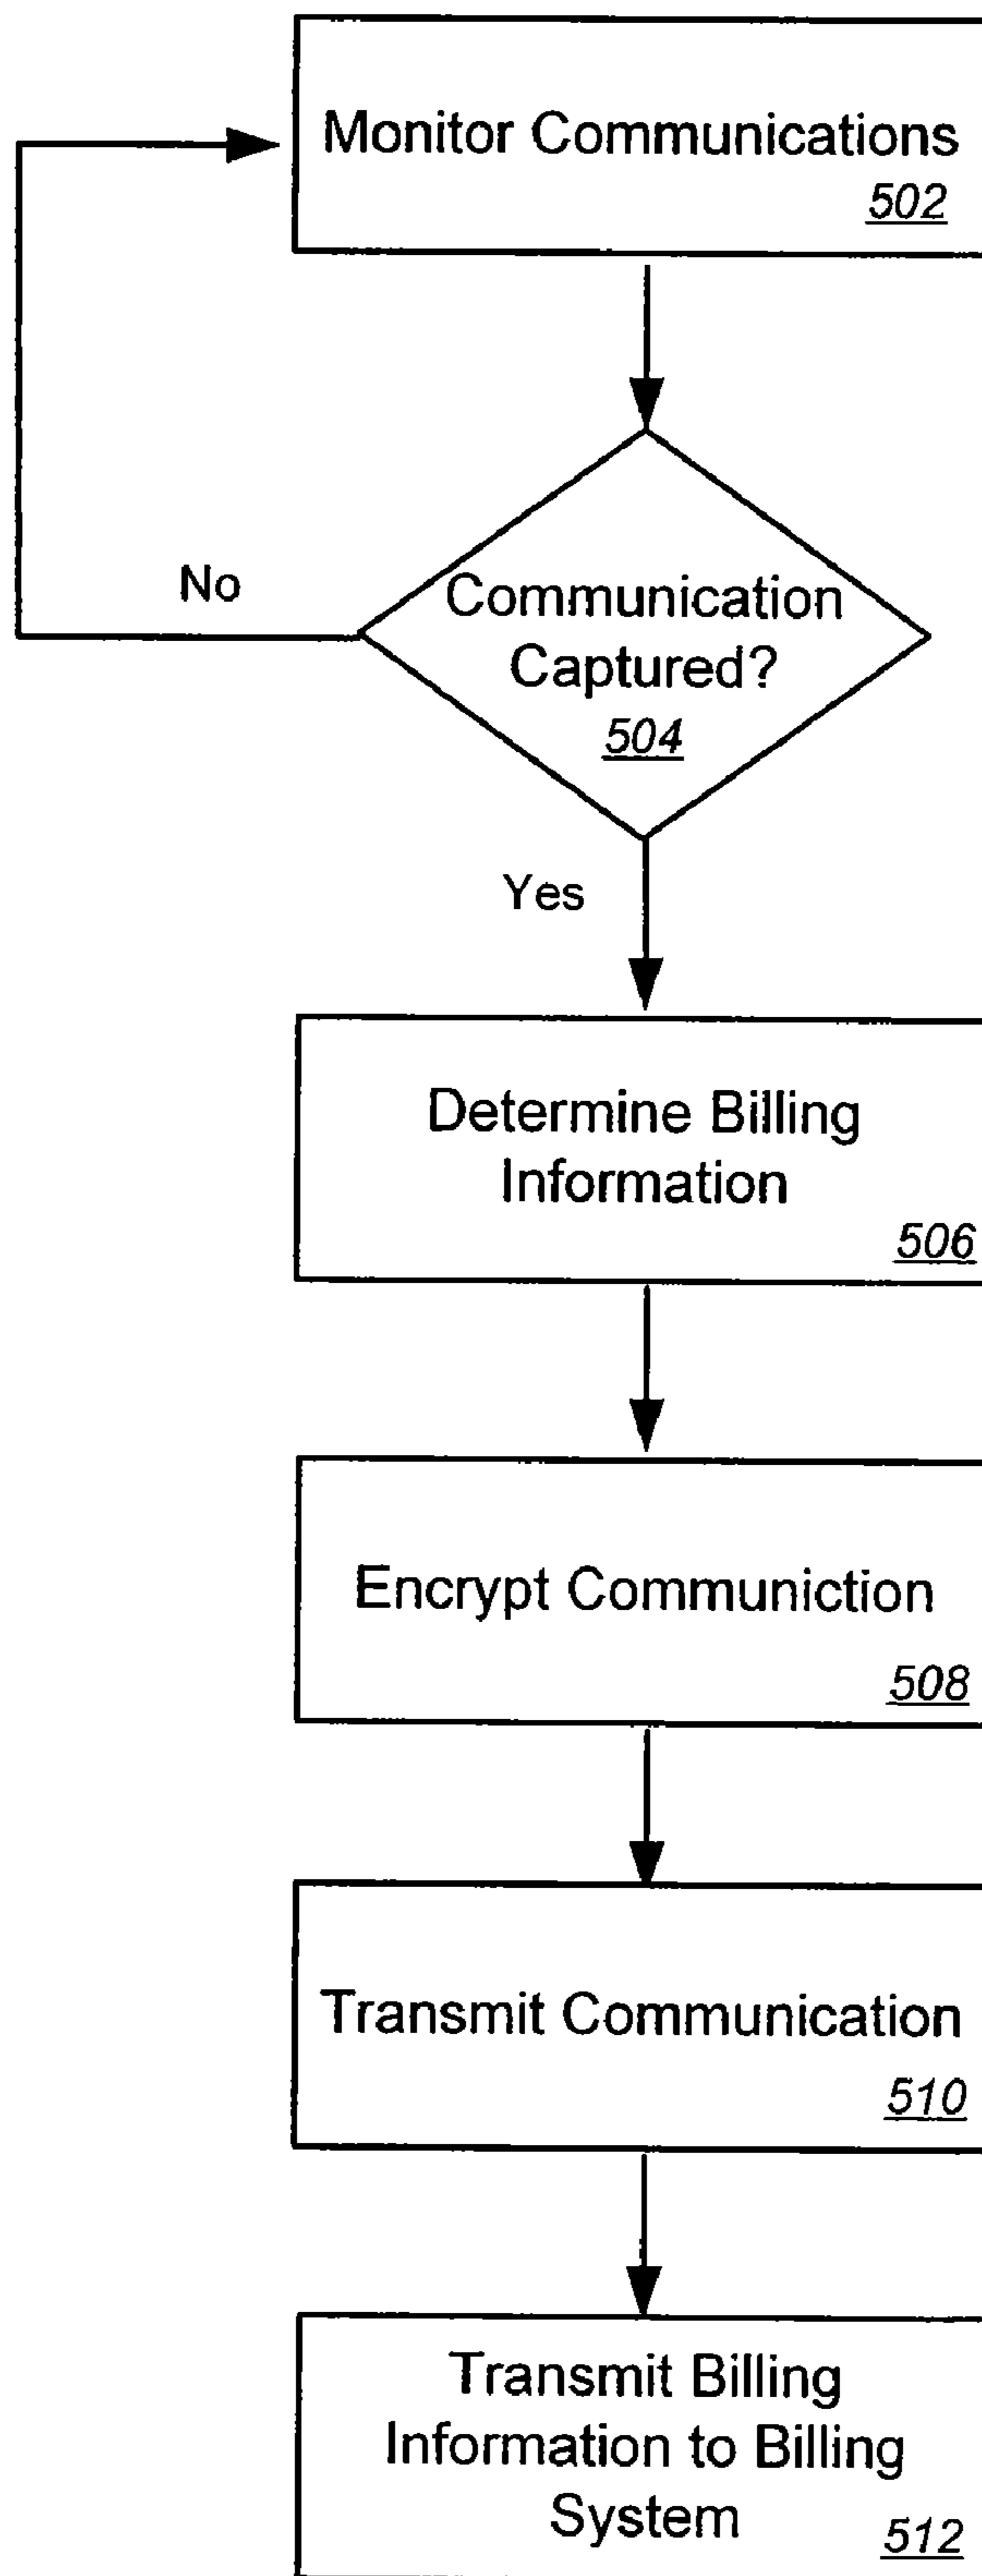 Monitor Communications
502
No
Communication
Captured?
504
Yes
Determine Billing
Information
506
Encrypt Communiction
508
Transmit Communication
510
Transmit Billing
Information to Billing
System
512